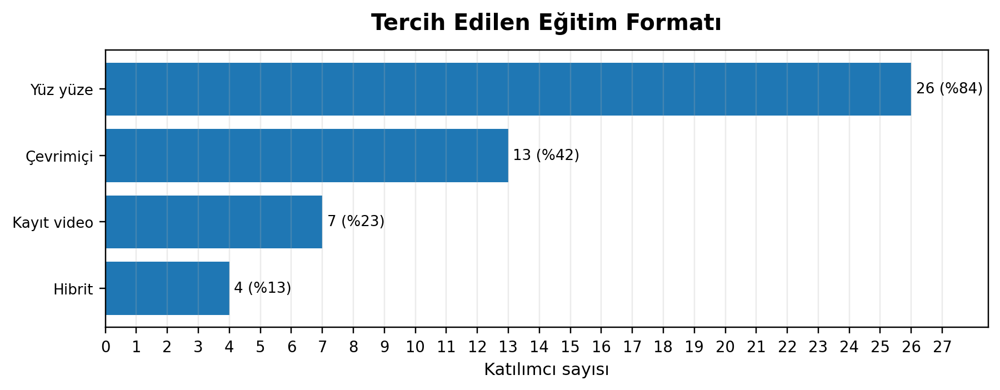 Tercih Edilen Eğitim Formatı
Yüz yüze 26 (%84)
Çevrimiçi 13 (%42)
Kayıt video 7 (%23)
Hibrit 4 (%13)
0 1 2 3 4 5 6 7 8 9 10 11 12 13 14 15 16 17 18 19 20 21 22 23 24 25 26 27
Katılımcı sayısı